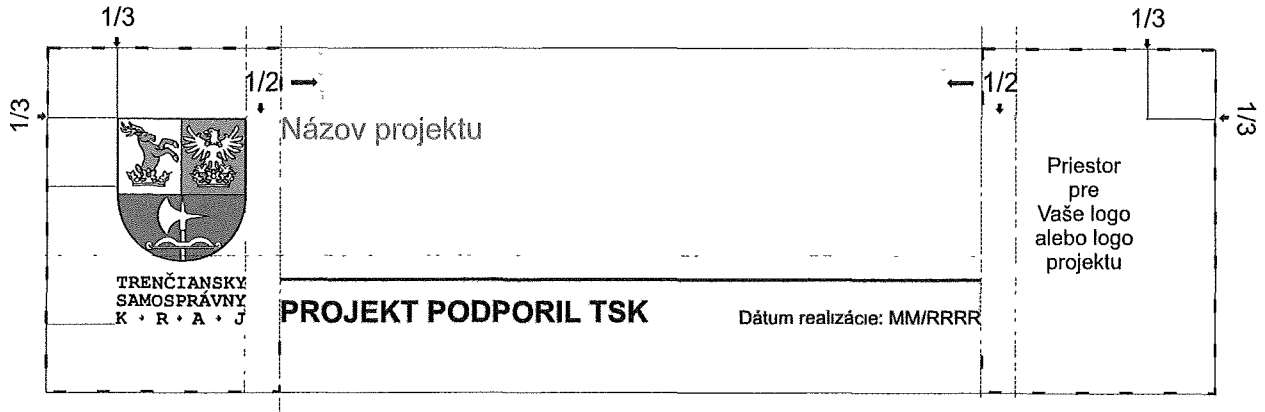 1/3
1/3
1/2
1/2
1/3
1/3
Názov projektu
Priestor
pre
Vaše logo
alebo logo
projektu
TRENČIANSKY
SAMOSPRÁVNY
K • R • A • J
PROJEKT PODPORIL TSK
Dátum realizácie: MM/RRRR